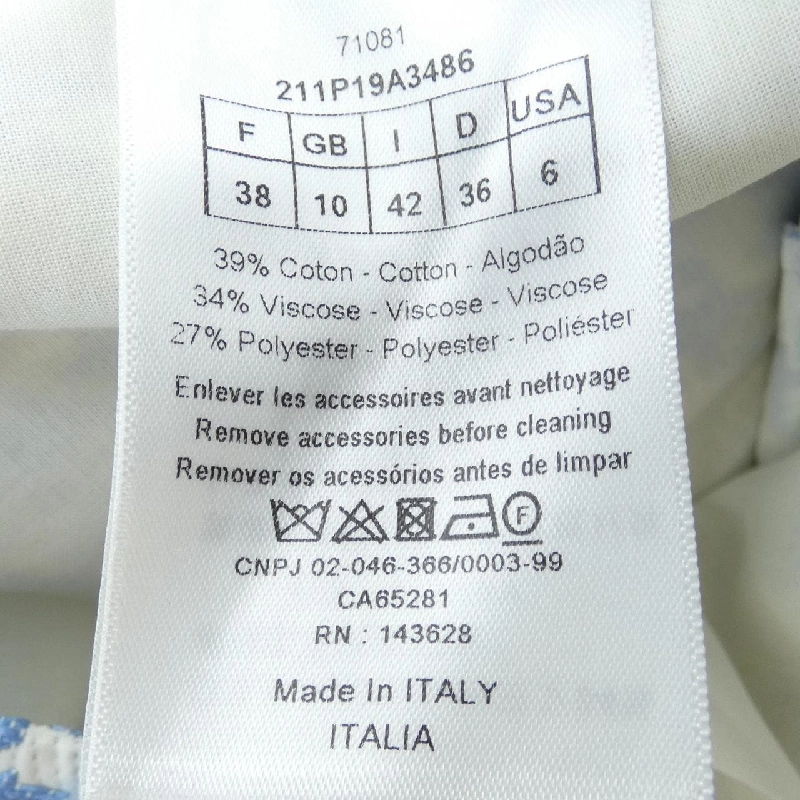 71081
211P19A3486
F GB I D USA
38 10 42 36 6
39% Coton - Cotton - Algodão
34% Viscose - Viscose - Viscose
27% Polyester - Polyester - Poliéster
Enlever les accessoires avant nettoyage
Remove accessories before cleaning
Remover os acessórios antes de limpar
F
CNPJ 02-046-366/0003-99
CA65281
RN : 143628
Made In ITALY
ITALIA